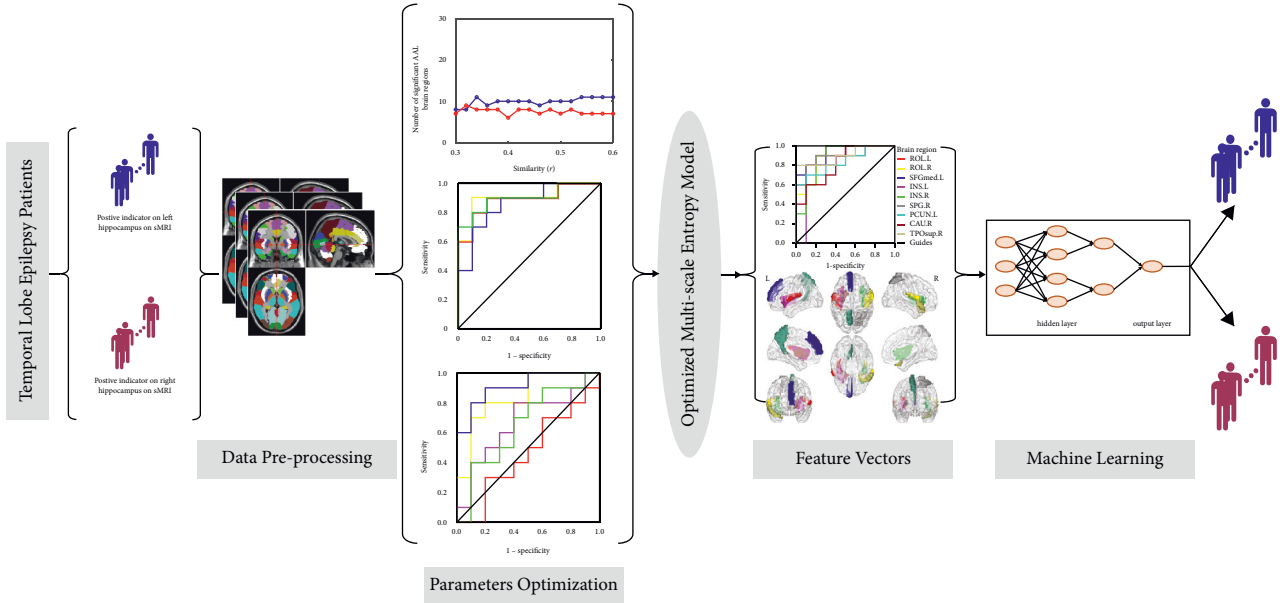 Temporal Lobe Epilepsy Patients
Postive indicator on left
hippocampus on sMRI
Postive indicator on right
hippocampus on sMRI
Data Pre-processing
Number of significant AAL
brain regions
30
20
10
0
0.3
0.4
0.5
0.6
Similarity (r)
Sensitivity
1.0
0.8
0.6
0.4
0.2
0
0
0.2
0.4
0.6
0.8
1.0
1 – specificity
Sensitivity
1.0
0.8
0.6
0.4
0.2
0.0
0.0
0.2
0.4
0.6
0.8
1.0
1 – specificity
Parameters Optimization
Optimized Multi-scale Entropy Model
Sensitivity
1.0
0.8
0.6
0.4
0.2
0.0
0.0
0.2
0.4
0.6
0.8
1.0
1-specificity
Brain region
ROL.L
ROL.R
SFGmed.L
INS.L
INS.R
SPG.R
PCUN.L
CAU.R
TPOsup.R
Guides
L
R
Feature Vectors
hidden layer
output layer
Machine Learning